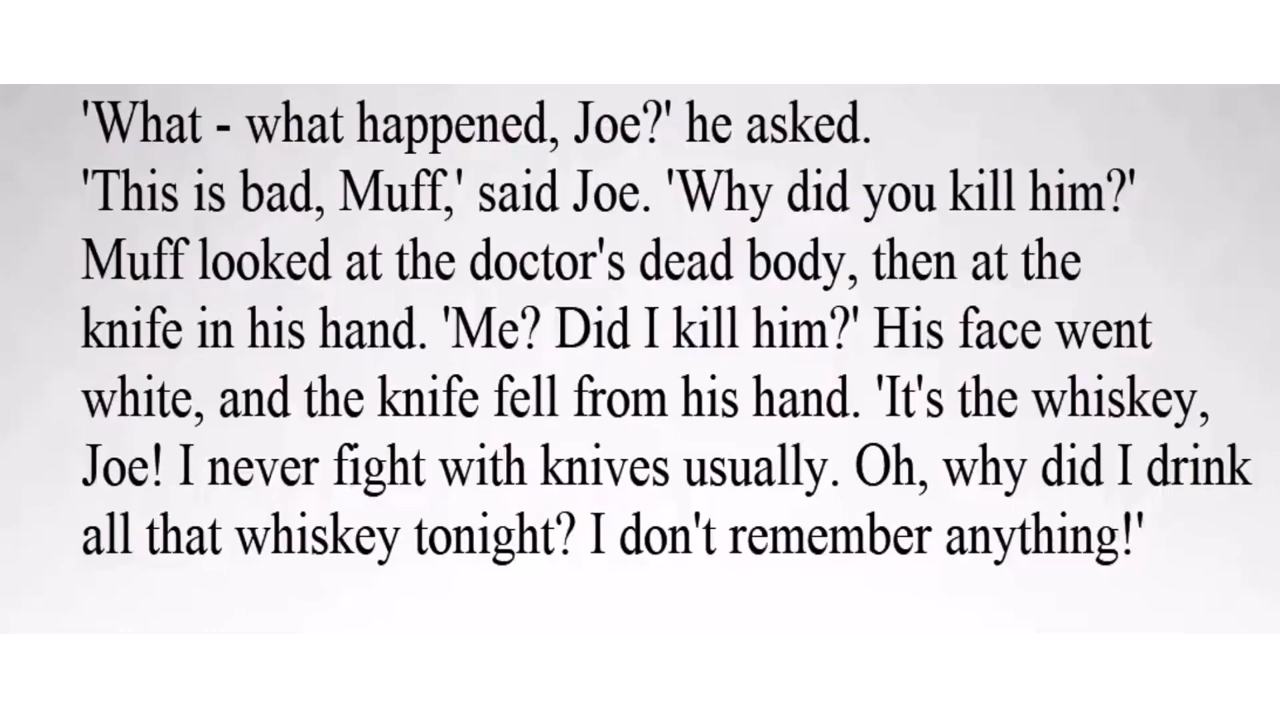 'What - what happened, Joe?' he asked.
'This is bad, Muff,' said Joe. 'Why did you kill him?'
Muff looked at the doctor's dead body, then at the
knife in his hand. 'Me? Did I kill him?' His face went
white, and the knife fell from his hand. 'It's the whiskey,
Joe! I never fight with knives usually. Oh, why did I drink
all that whiskey tonight? I don't remember anything!'